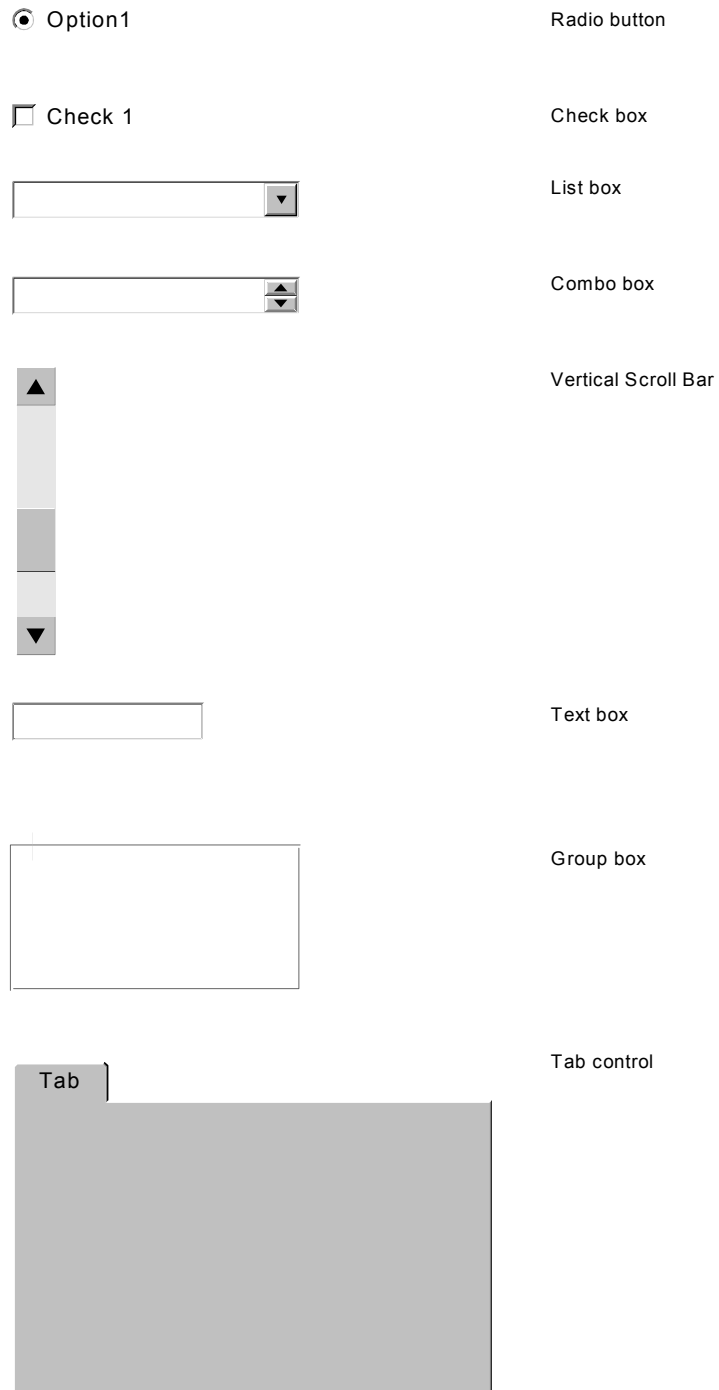 Option1
Radio button
Check 1
Check box
List box
Combo box
Vertical Scroll Bar
Text box
Group box
Tab control
Tab